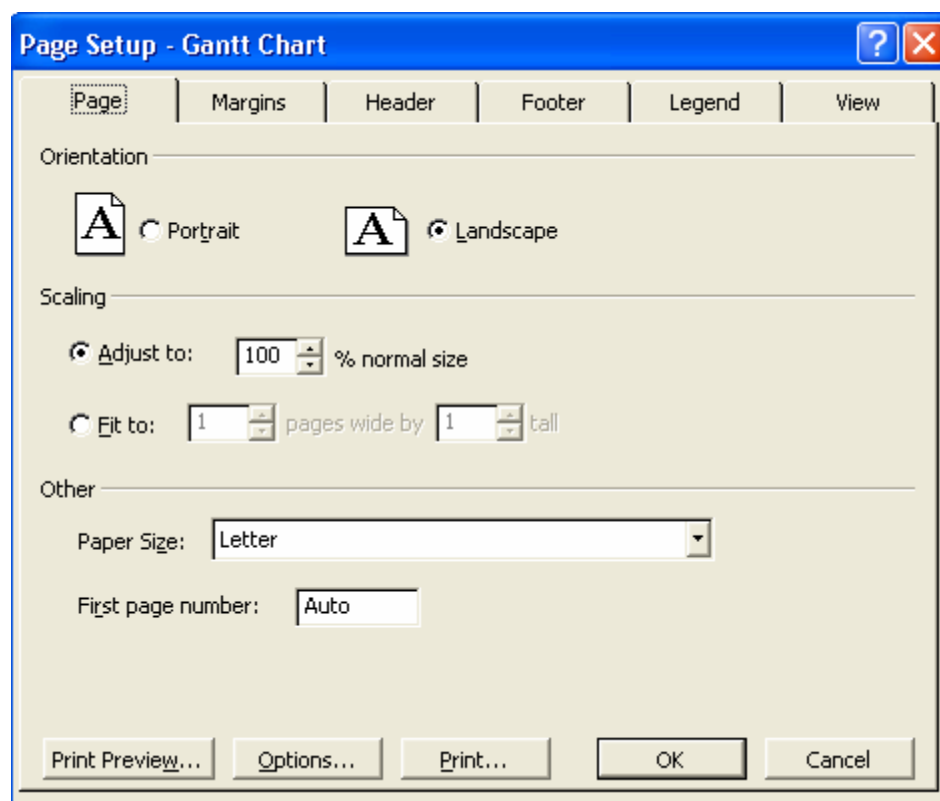 Page Setup - Gantt Chart
Page Margins Header Footer Legend View
Orientation
A Portrait A Landscape
Scaling
Adjust to: 100 % normal size
Fit to: 1 pages wide by 1 tall
Other
Paper Size: Letter
First page number: Auto
Print Preview... Options... Print... OK Cancel